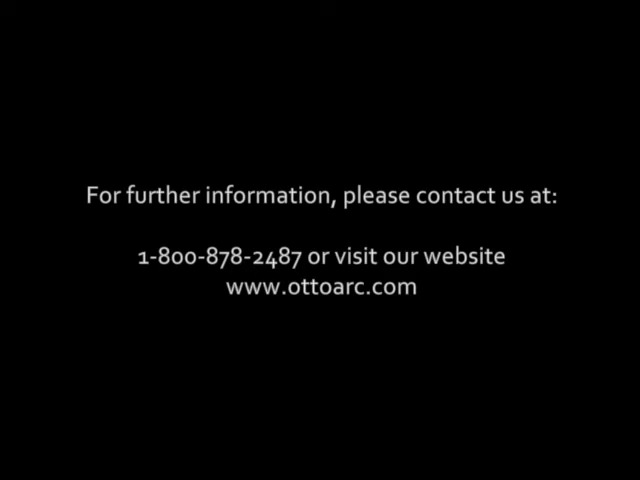 For further information, please contact us at:
1-800-878-2487 or visit our website
www.ottoarc.com